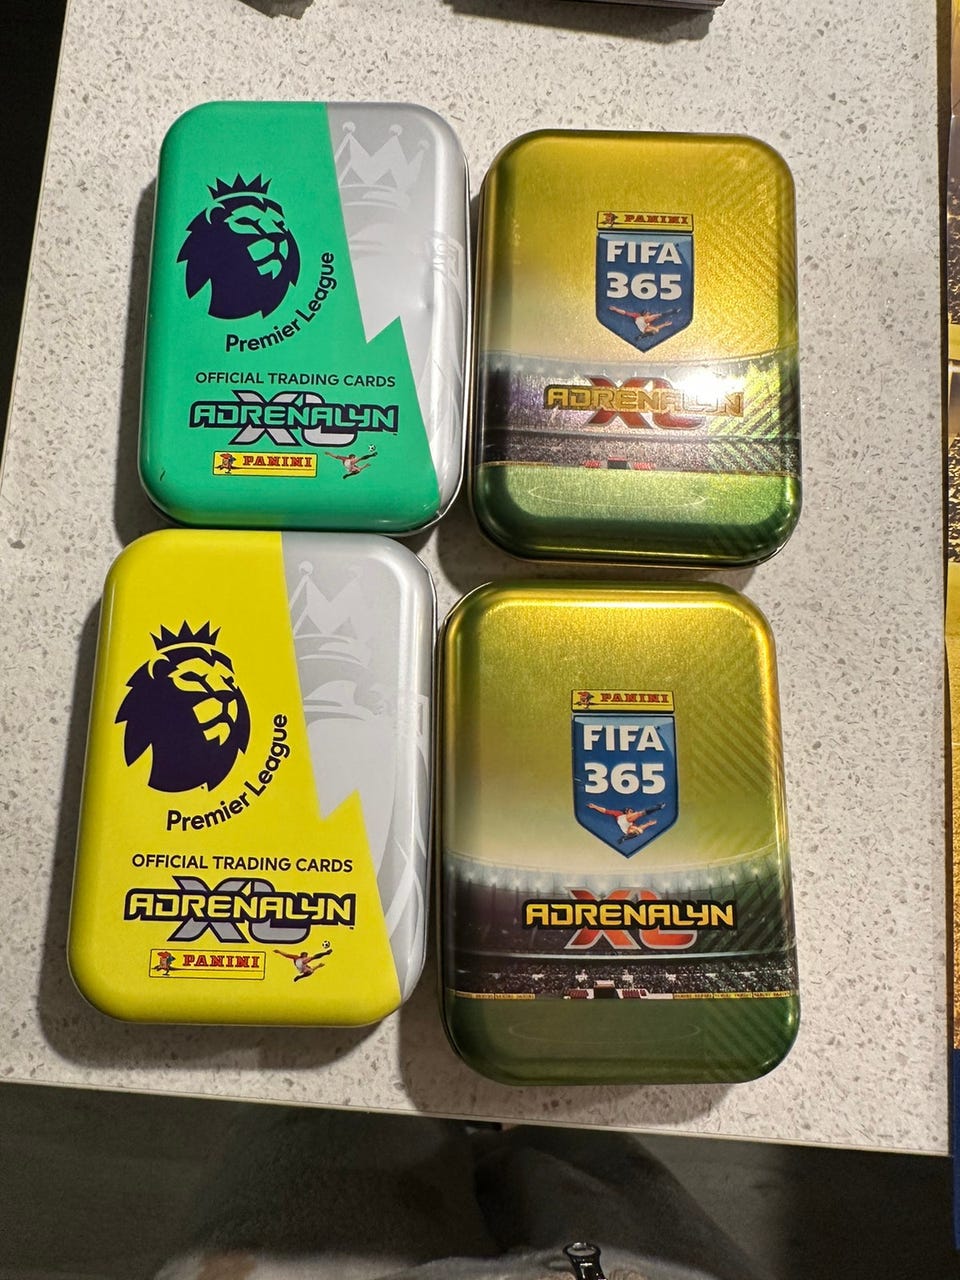 Premier League
OFFICIAL TRADING CARDS
ADRENALYN
XL
PANINI
PANINI
FIFA
365
ADRENALYN
XL
Premier League
OFFICIAL TRADING CARDS
ADRENALYN
XL
PANINI
PANINI
FIFA
365
ADRENALYN
XL